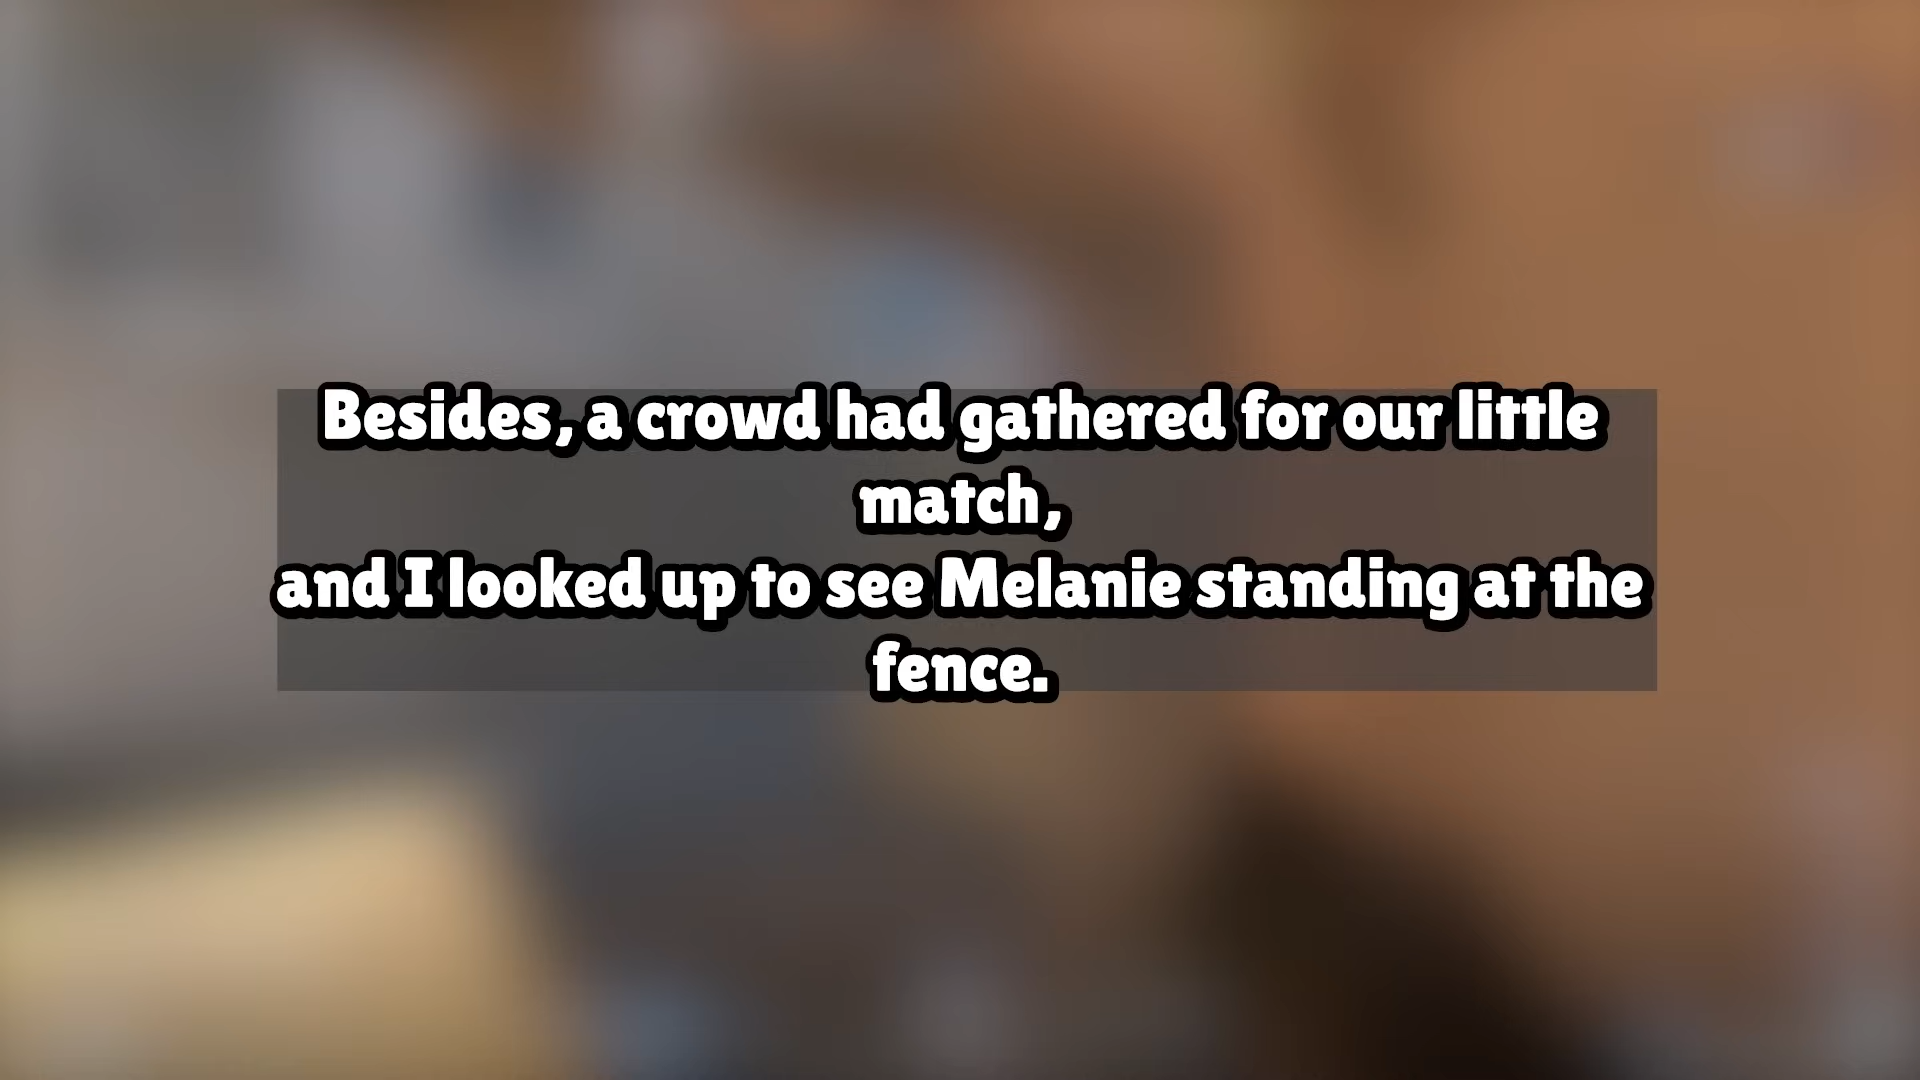 Besides, a crowd had gathered for our little
match,
and I looked up to see Melanie standing at the
fence.